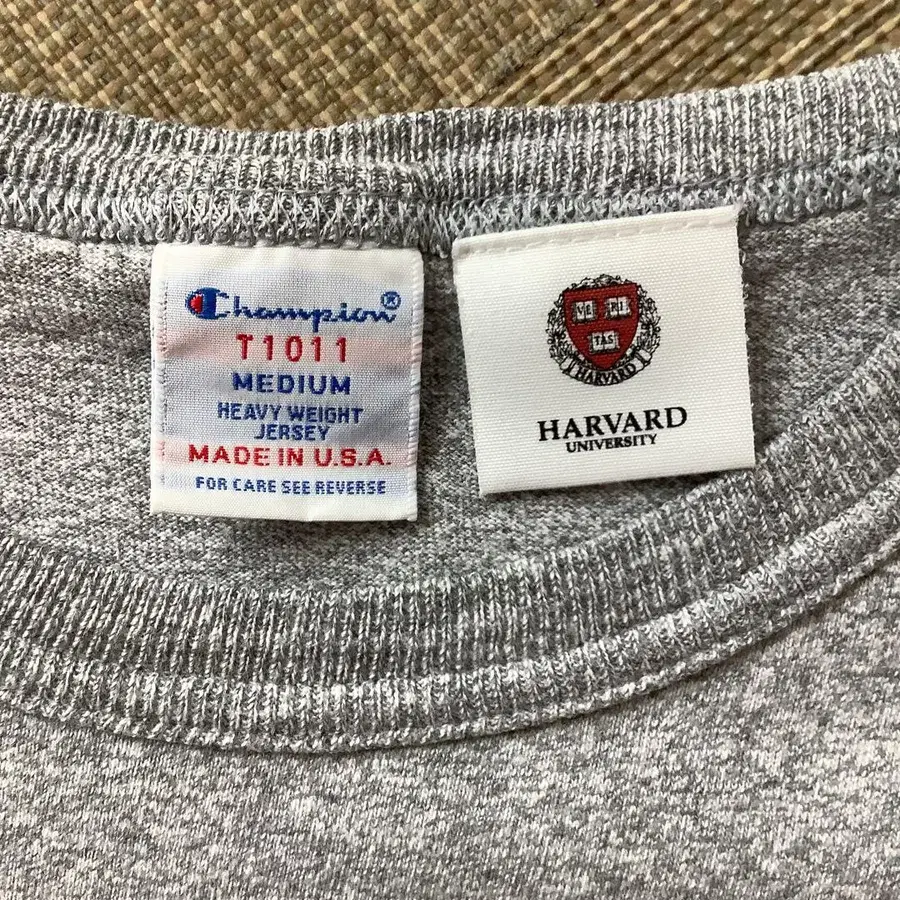 Champion®
T1011
MEDIUM
HEAVY WEIGHT
JERSEY
MADE IN U.S.A.
FOR CARE SEE REVERSE
VE RI
TAS
HARVARD
HARVARD
UNIVERSITY